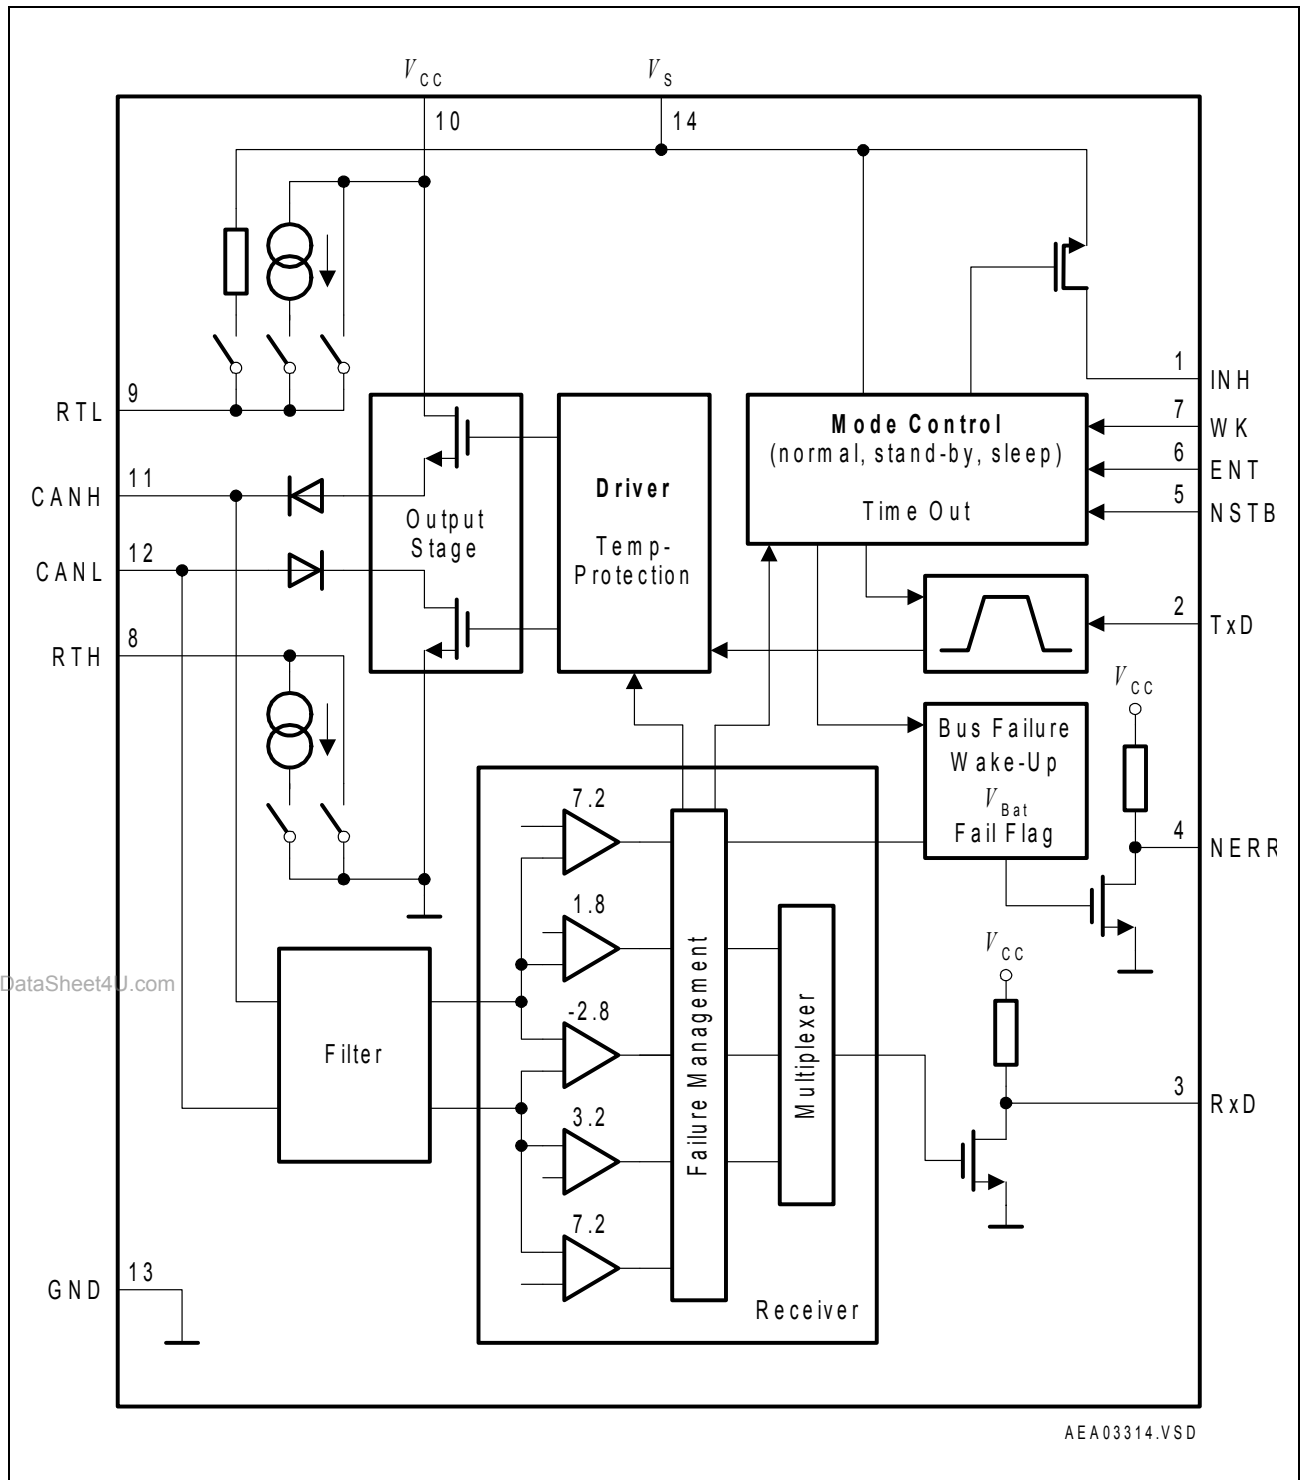 VCC
VS
10
14
1
INH
9
RTL
7
WK
Mode Control
(normal, stand-by, sleep)
Time Out
6
ENT
5
NSTB
11
CANH
Output
Stage
Driver
Temp-
Protection
12
CANL
2
TxD
8
RTH
VCC
Bus Failure
Wake-Up
VBat
Fail Flag
4
NERR
7.2
1.8
-2.8
3.2
7.2
Failure Management
Multiplexer
VCC
DataSheet4U.com
Filter
3
RxD
13
GND
Receiver
AEA03314.VSD